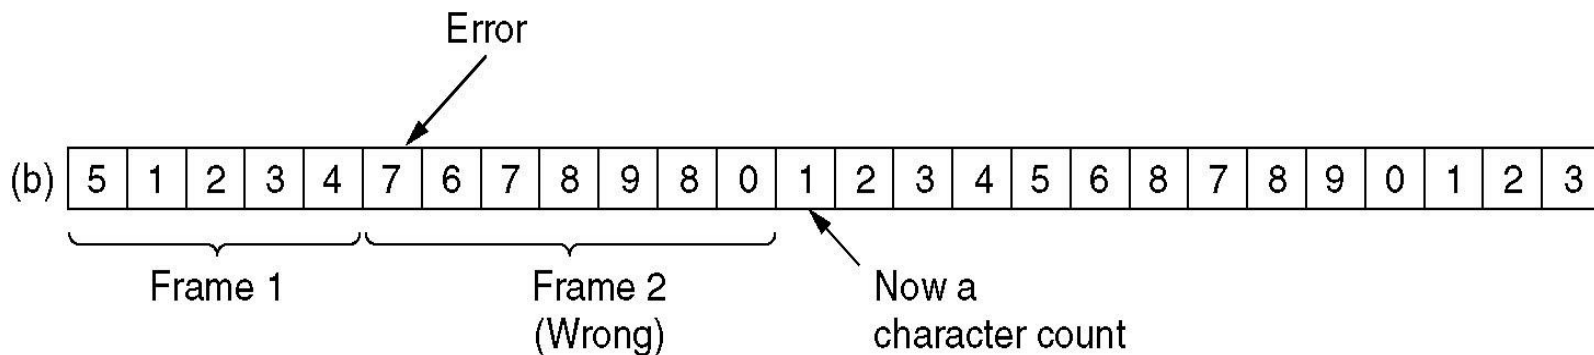 Error
(b) 5 1 2 3 4 7 6 7 8 9 8 0 1 2 3 4 5 6 8 7 8 9 0 1 2 3
Frame 1 Frame 2 Now a
(Wrong) character count